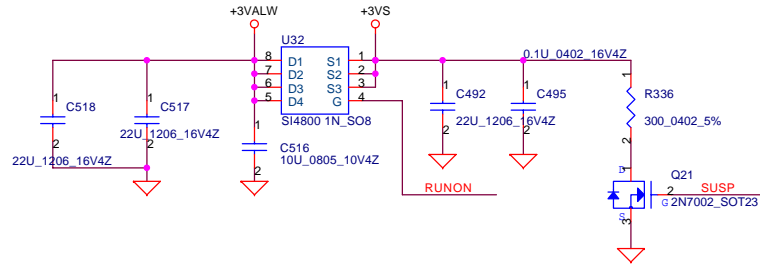 +3VALW +3VS
U32
8 D1 S1 1
7 D2 S2 2
6 D3 S3 3
5 D4 G 4
SI4800 1N_SO8
0.1U_0402_16V4Z
1 C518 2
22U_1206_16V4Z
1 C517 2
22U_1206_16V4Z
1 C516 2
10U_0805_10V4Z
1 C492 2
22U_1206_16V4Z
1 C495 2
1 R336 2
300_0402_5%
RUNON
D Q21
2 SUSP
G 2N7002_SOT23
S 3